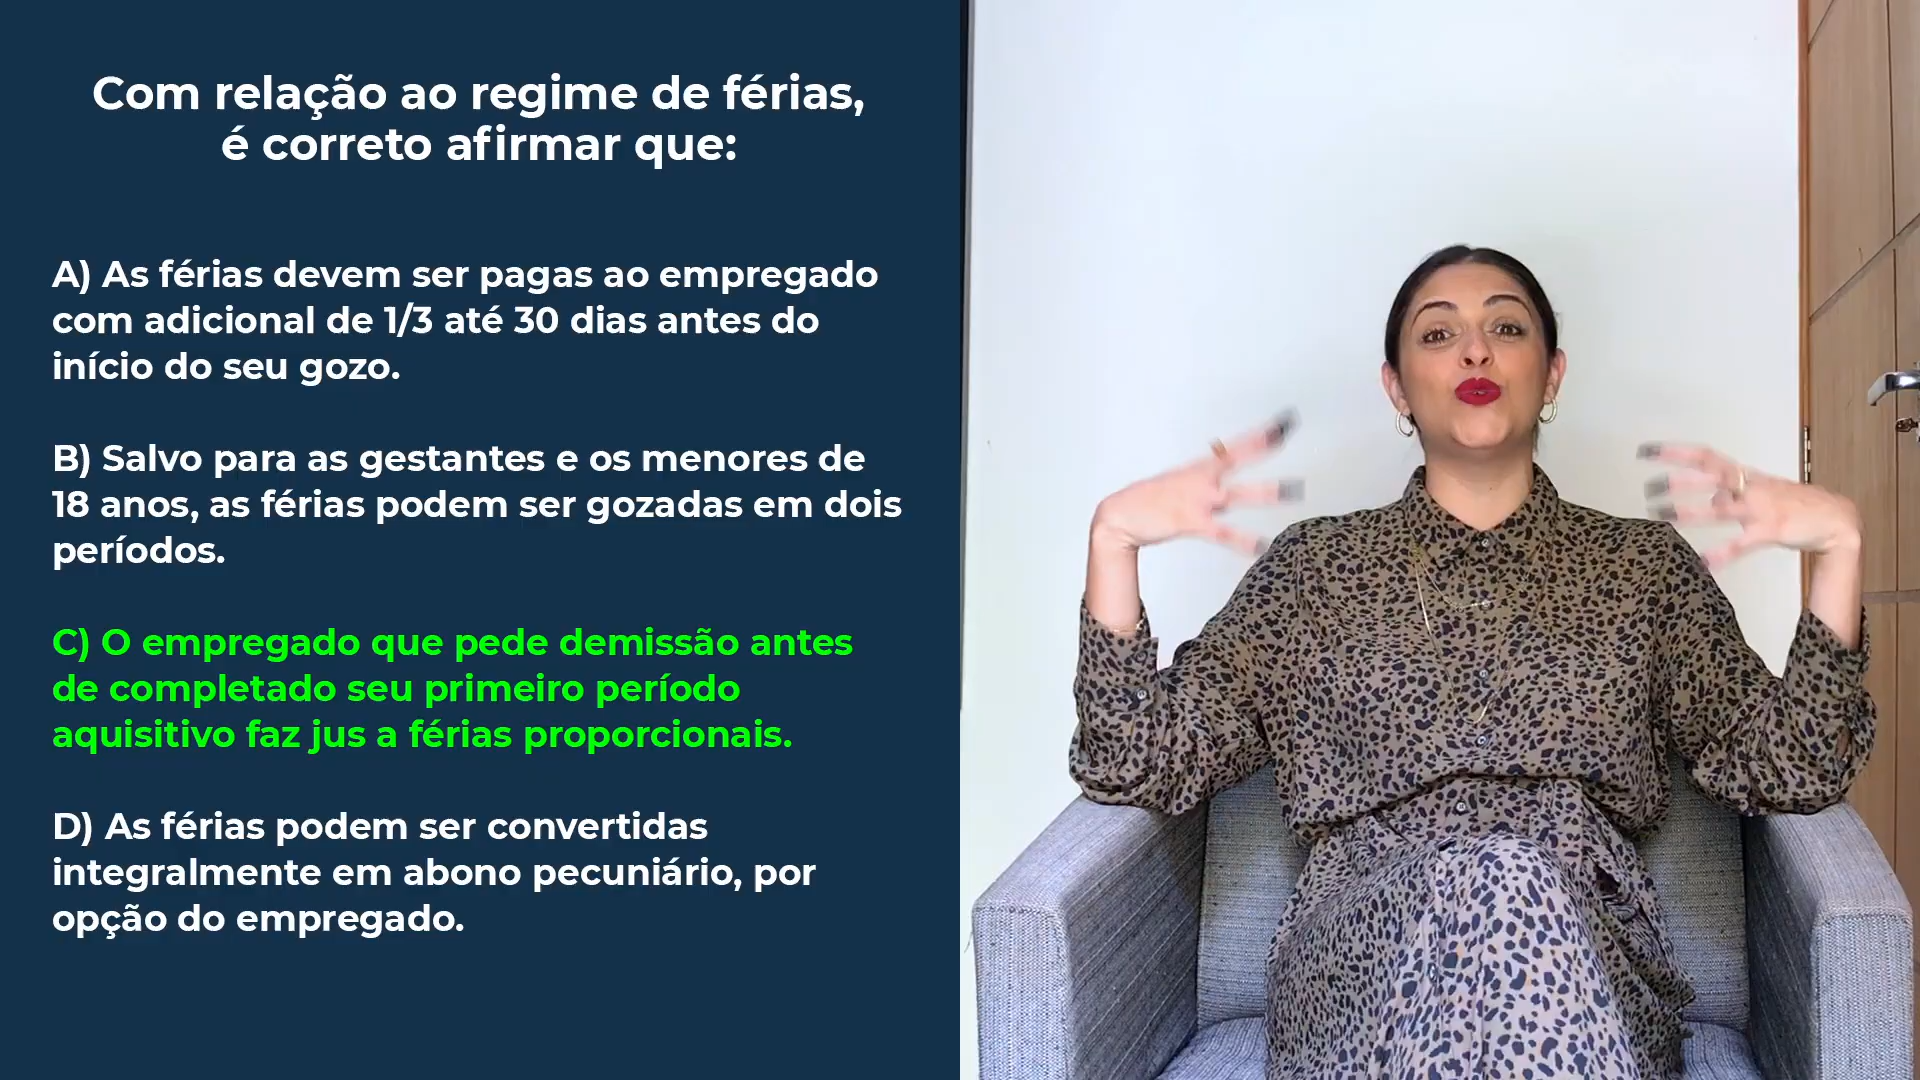 Com relação ao regime de férias,
é correto afirmar que:
A) As férias devem ser pagas ao empregado
com adicional de 1/3 até 30 dias antes do
início do seu gozo.
B) Salvo para as gestantes e os menores de
18 anos, as férias podem ser gozadas em dois
períodos.
C) O empregado que pede demissão antes
de completado seu primeiro período
aquisitivo faz jus a férias proporcionais.
D) As férias podem ser convertidas
integralmente em abono pecuniário, por
opção do empregado.